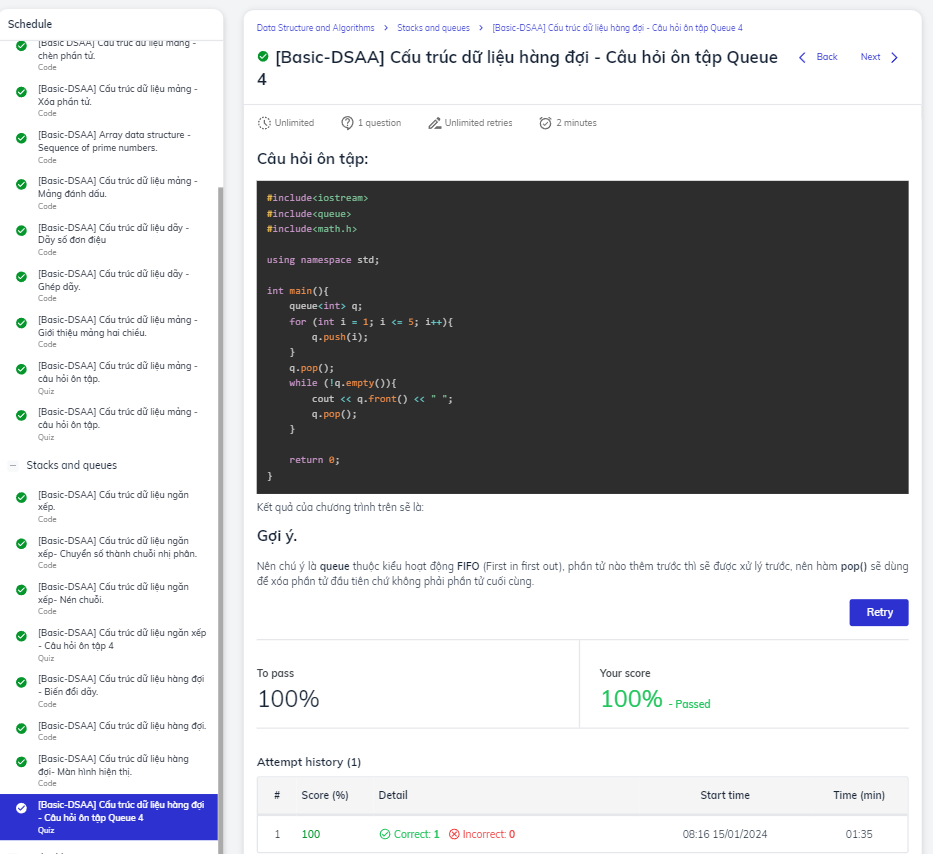 Schedule
[Basic DSAA] Cấu trúc dữ liệu mảng -
chèn phần tử.
Code
[Basic-DSAA] Cấu trúc dữ liệu mảng -
Xóa phần tử.
Code
[Basic-DSAA] Array data structure -
Sequence of prime numbers.
Code
[Basic-DSAA] Cấu trúc dữ liệu mảng -
Mảng đánh dấu.
Code
[Basic-DSAA] Cấu trúc dữ liệu dãy -
Dãy số đơn điệu
Code
[Basic-DSAA] Cấu trúc dữ liệu dãy -
Ghép dãy.
Code
[Basic-DSAA] Cấu trúc dữ liệu mảng -
Giới thiệu mảng hai chiều.
Code
[Basic-DSAA] Cấu trúc dữ liệu mảng -
câu hỏi ôn tập.
Quiz
[Basic-DSAA] Cấu trúc dữ liệu mảng -
câu hỏi ôn tập.
Quiz
Stacks and queues
[Basic-DSAA] Cấu trúc dữ liệu ngăn
xếp.
Code
[Basic-DSAA] Cấu trúc dữ liệu ngăn
xếp- Chuyển số thành chuỗi nhị phân.
Code
[Basic-DSAA] Cấu trúc dữ liệu ngăn
xếp- Nén chuỗi.
Code
[Basic-DSAA] Cấu trúc dữ liệu ngăn xếp
- Câu hỏi ôn tập 4
Quiz
[Basic-DSAA] Cấu trúc dữ liệu hàng đợi
- Biến đổi dãy.
Code
[Basic-DSAA] Cấu trúc dữ liệu hàng đợi.
Code
[Basic-DSAA] Cấu trúc dữ liệu hàng
đợi- Màn hình hiện thị.
Code
[Basic-DSAA] Cấu trúc dữ liệu hàng đợi
- Câu hỏi ôn tập Queue 4
Quiz
Data Structure and Algorithms > Stacks and queues > [Basic-DSAA] Cấu trúc dữ liệu hàng đợi - Câu hỏi ôn tập Queue 4
[Basic-DSAA] Cấu trúc dữ liệu hàng đợi - Câu hỏi ôn tập Queue
4
Back Next
Unlimited 1 question Unlimited retries 2 minutes
Câu hỏi ôn tập:
#include<iostream>
#include<queue>
#include<math.h>
using namespace std;
int main(){
queue<int> q;
for (int i = 1; i <= 5; i++){
q.push(i);
}
q.pop();
while (!q.empty()){
cout << q.front() << " ";
q.pop();
}
return 0;
}
Kết quả của chương trình trên sẽ là:
Gợi ý.
Nên chú ý là queue thuộc kiểu hoạt động FIFO (First in first out), phần tử nào thêm trước thì sẽ được xử lý trước, nên hàm pop() sẽ dùng
để xóa phần tử đầu tiên chứ không phải phần tử cuối cùng.
Retry
To pass
100%
Your score
100% - Passed
Attempt history (1)
# Score (%) Detail Start time Time (min)
1 100 Correct: 1 Incorrect: 0 08:16 15/01/2024 01:35